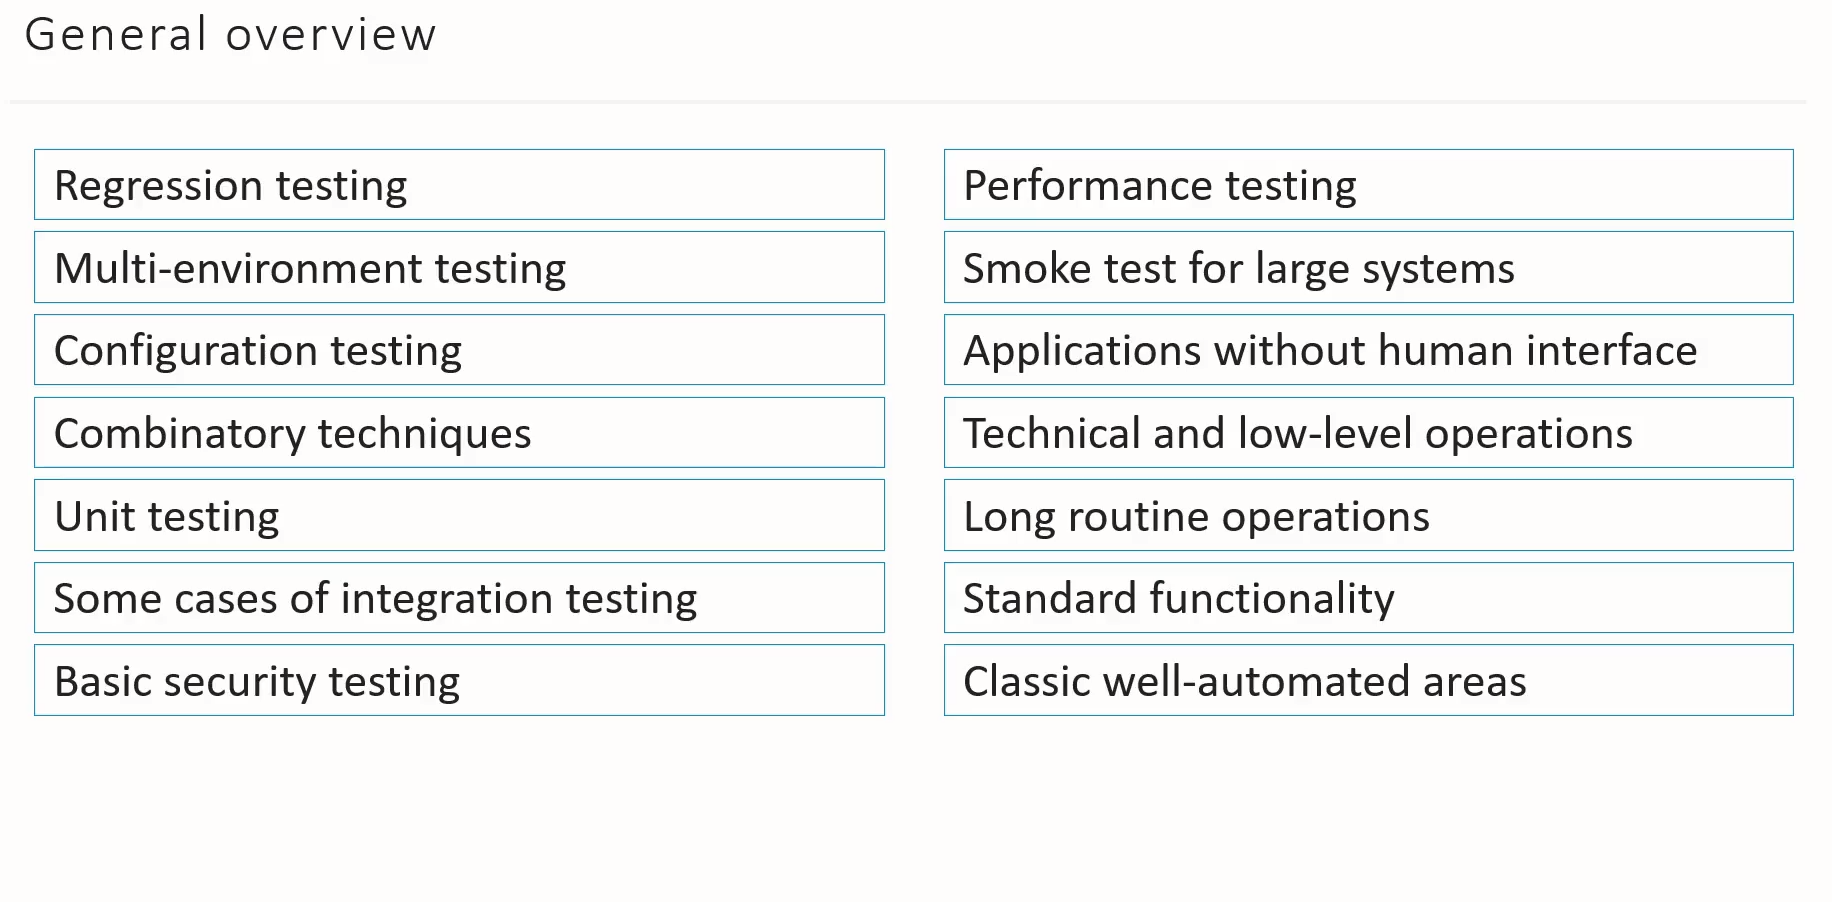 General overview
Regression testing
Multi-environment testing
Configuration testing
Combinatory techniques
Unit testing
Some cases of integration testing
Basic security testing
Performance testing
Smoke test for large systems
Applications without human interface
Technical and low-level operations
Long routine operations
Standard functionality
Classic well-automated areas